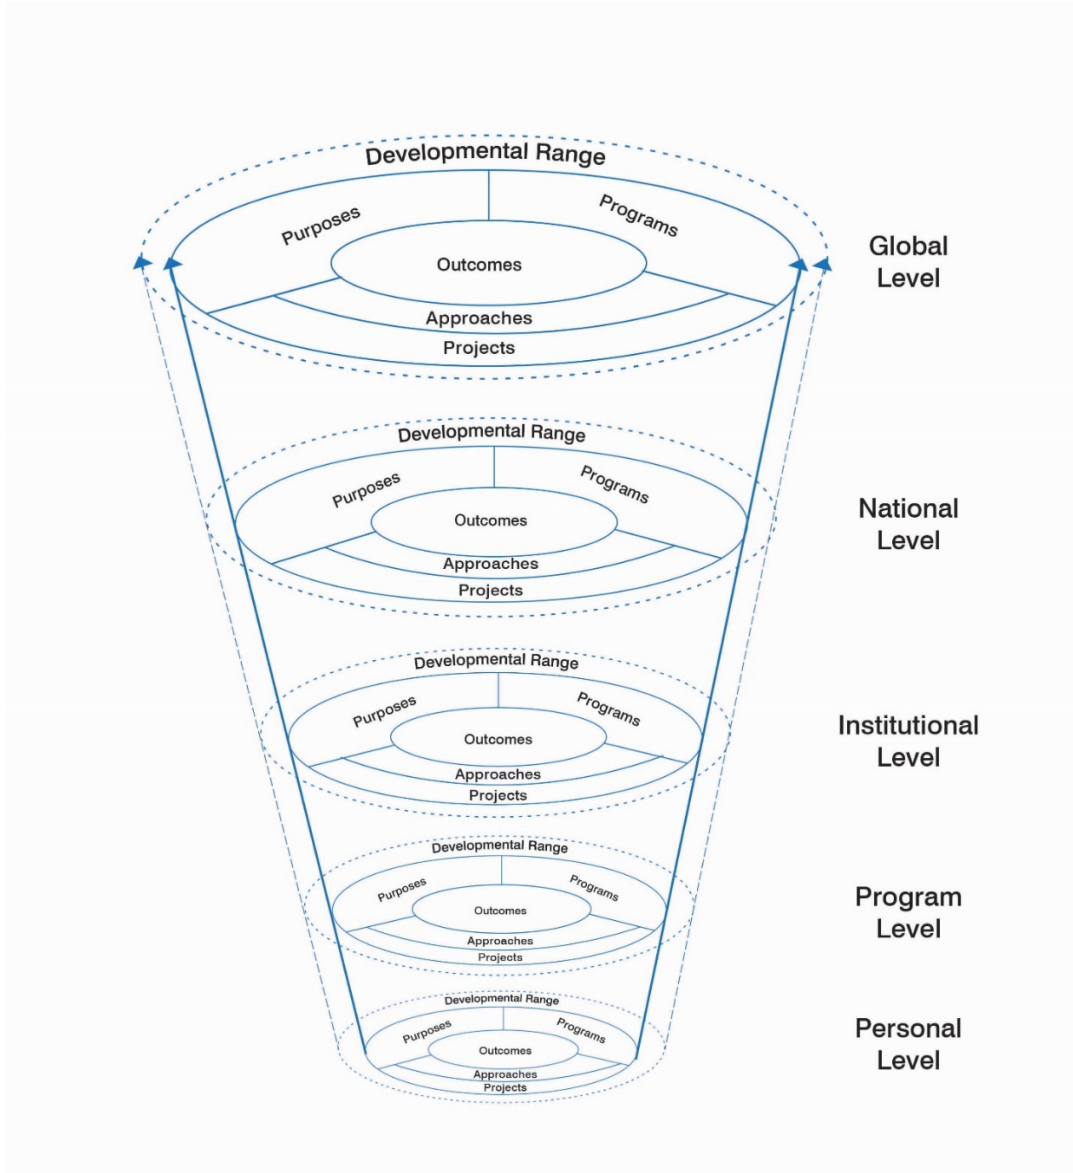 Developmental Range
Purposes
Programs
Outcomes
Approaches
Projects
Global
Level
Developmental Range
Purposes
Programs
Outcomes
Approaches
Projects
National
Level
Developmental Range
Purposes
Programs
Outcomes
Approaches
Projects
Institutional
Level
Developmental Range
Purposes
Programs
Outcomes
Approaches
Projects
Program
Level
Developmental Range
Purposes
Programs
Outcomes
Approaches
Projects
Personal
Level